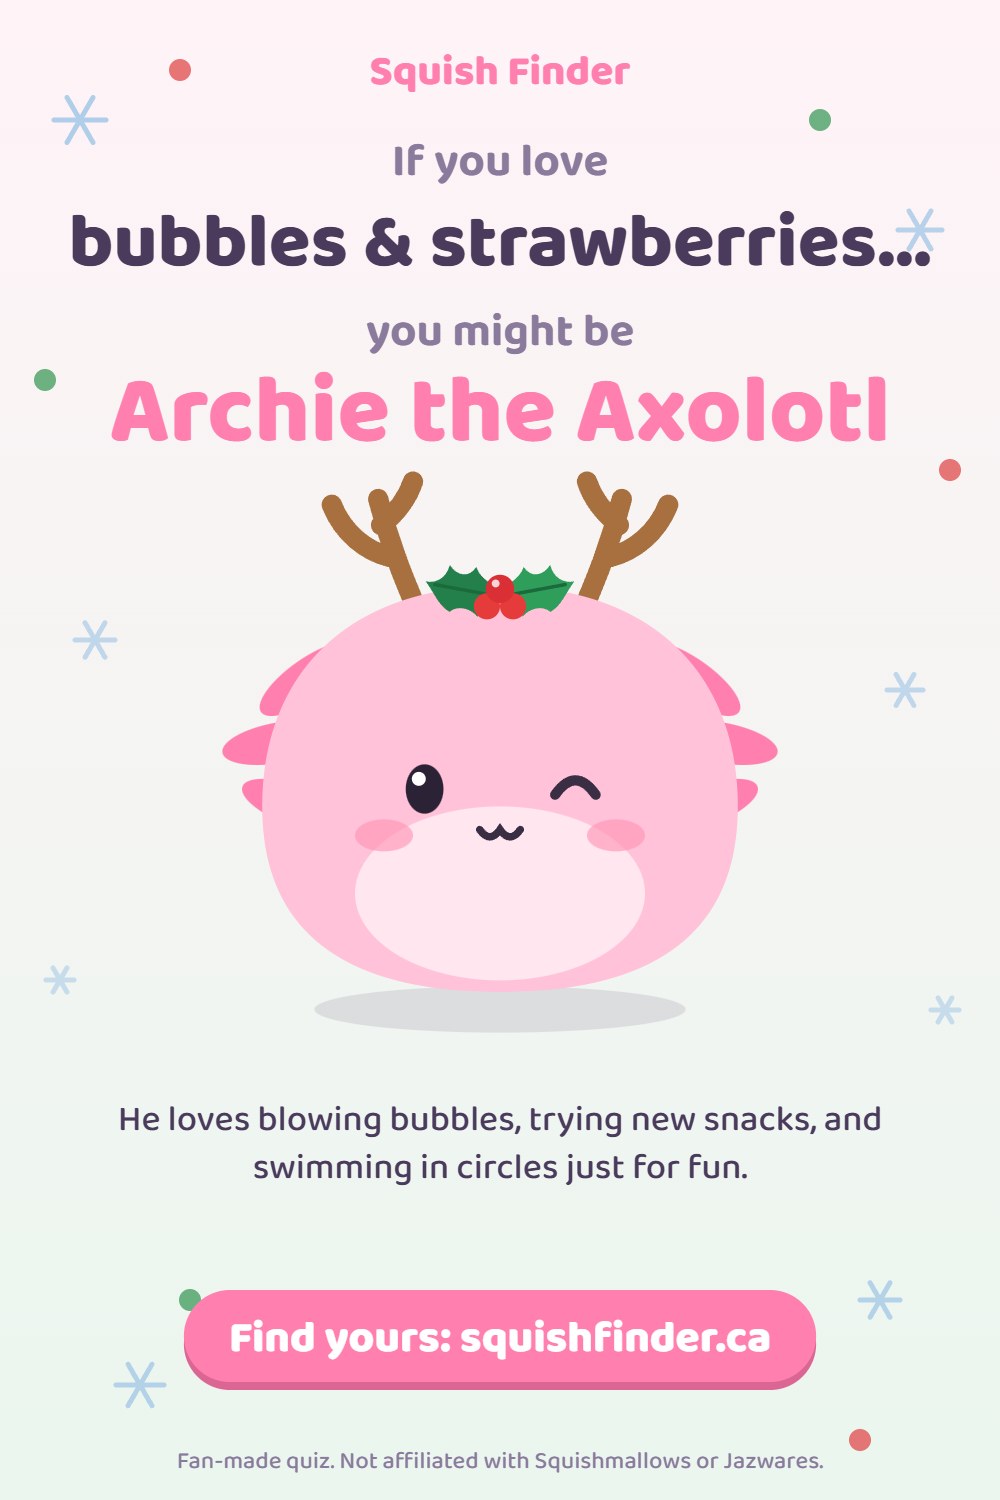 Squish Finder
If you love
bubbles & strawberries...
you might be
Archie the Axolotl
He loves blowing bubbles, trying new snacks, and
swimming in circles just for fun.
Find yours: squishfinder.ca
Fan-made quiz. Not affiliated with Squishmallows or Jazwares.